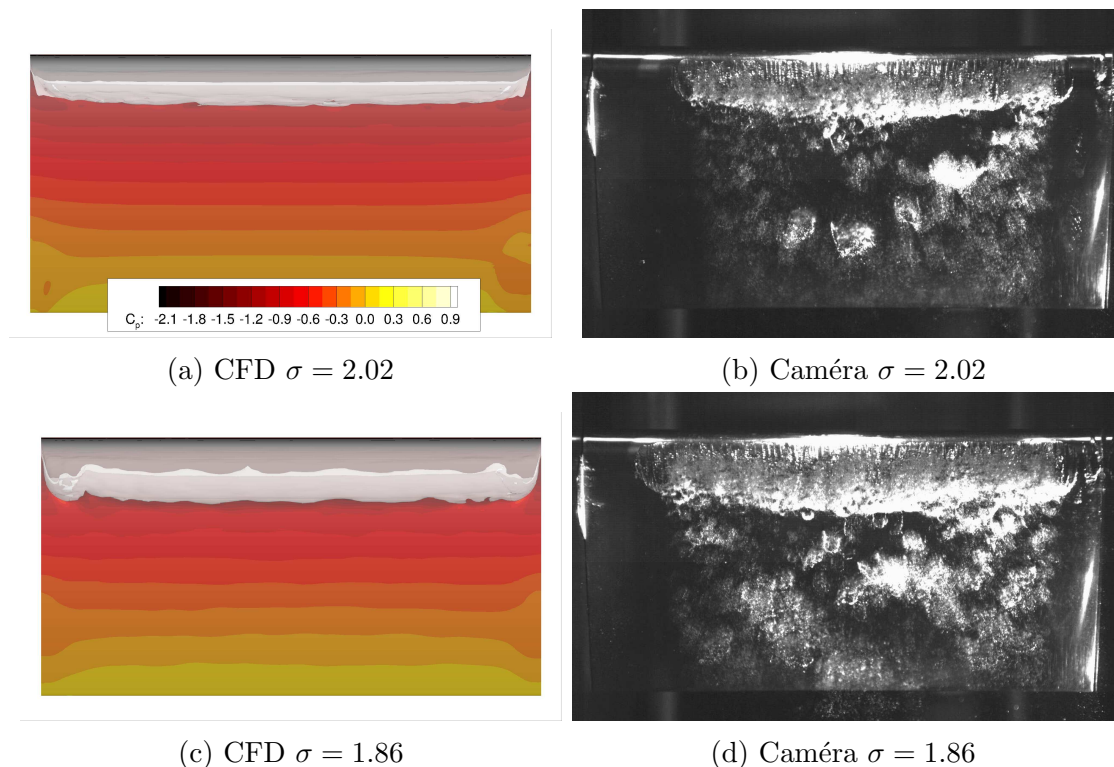 Cₚ: -2.1 -1.8 -1.5 -1.2 -0.9 -0.6 -0.3 0.0 0.3 0.6 0.9
(a) CFD σ = 2.02
(b) Caméra σ = 2.02
(c) CFD σ = 1.86
(d) Caméra σ = 1.86